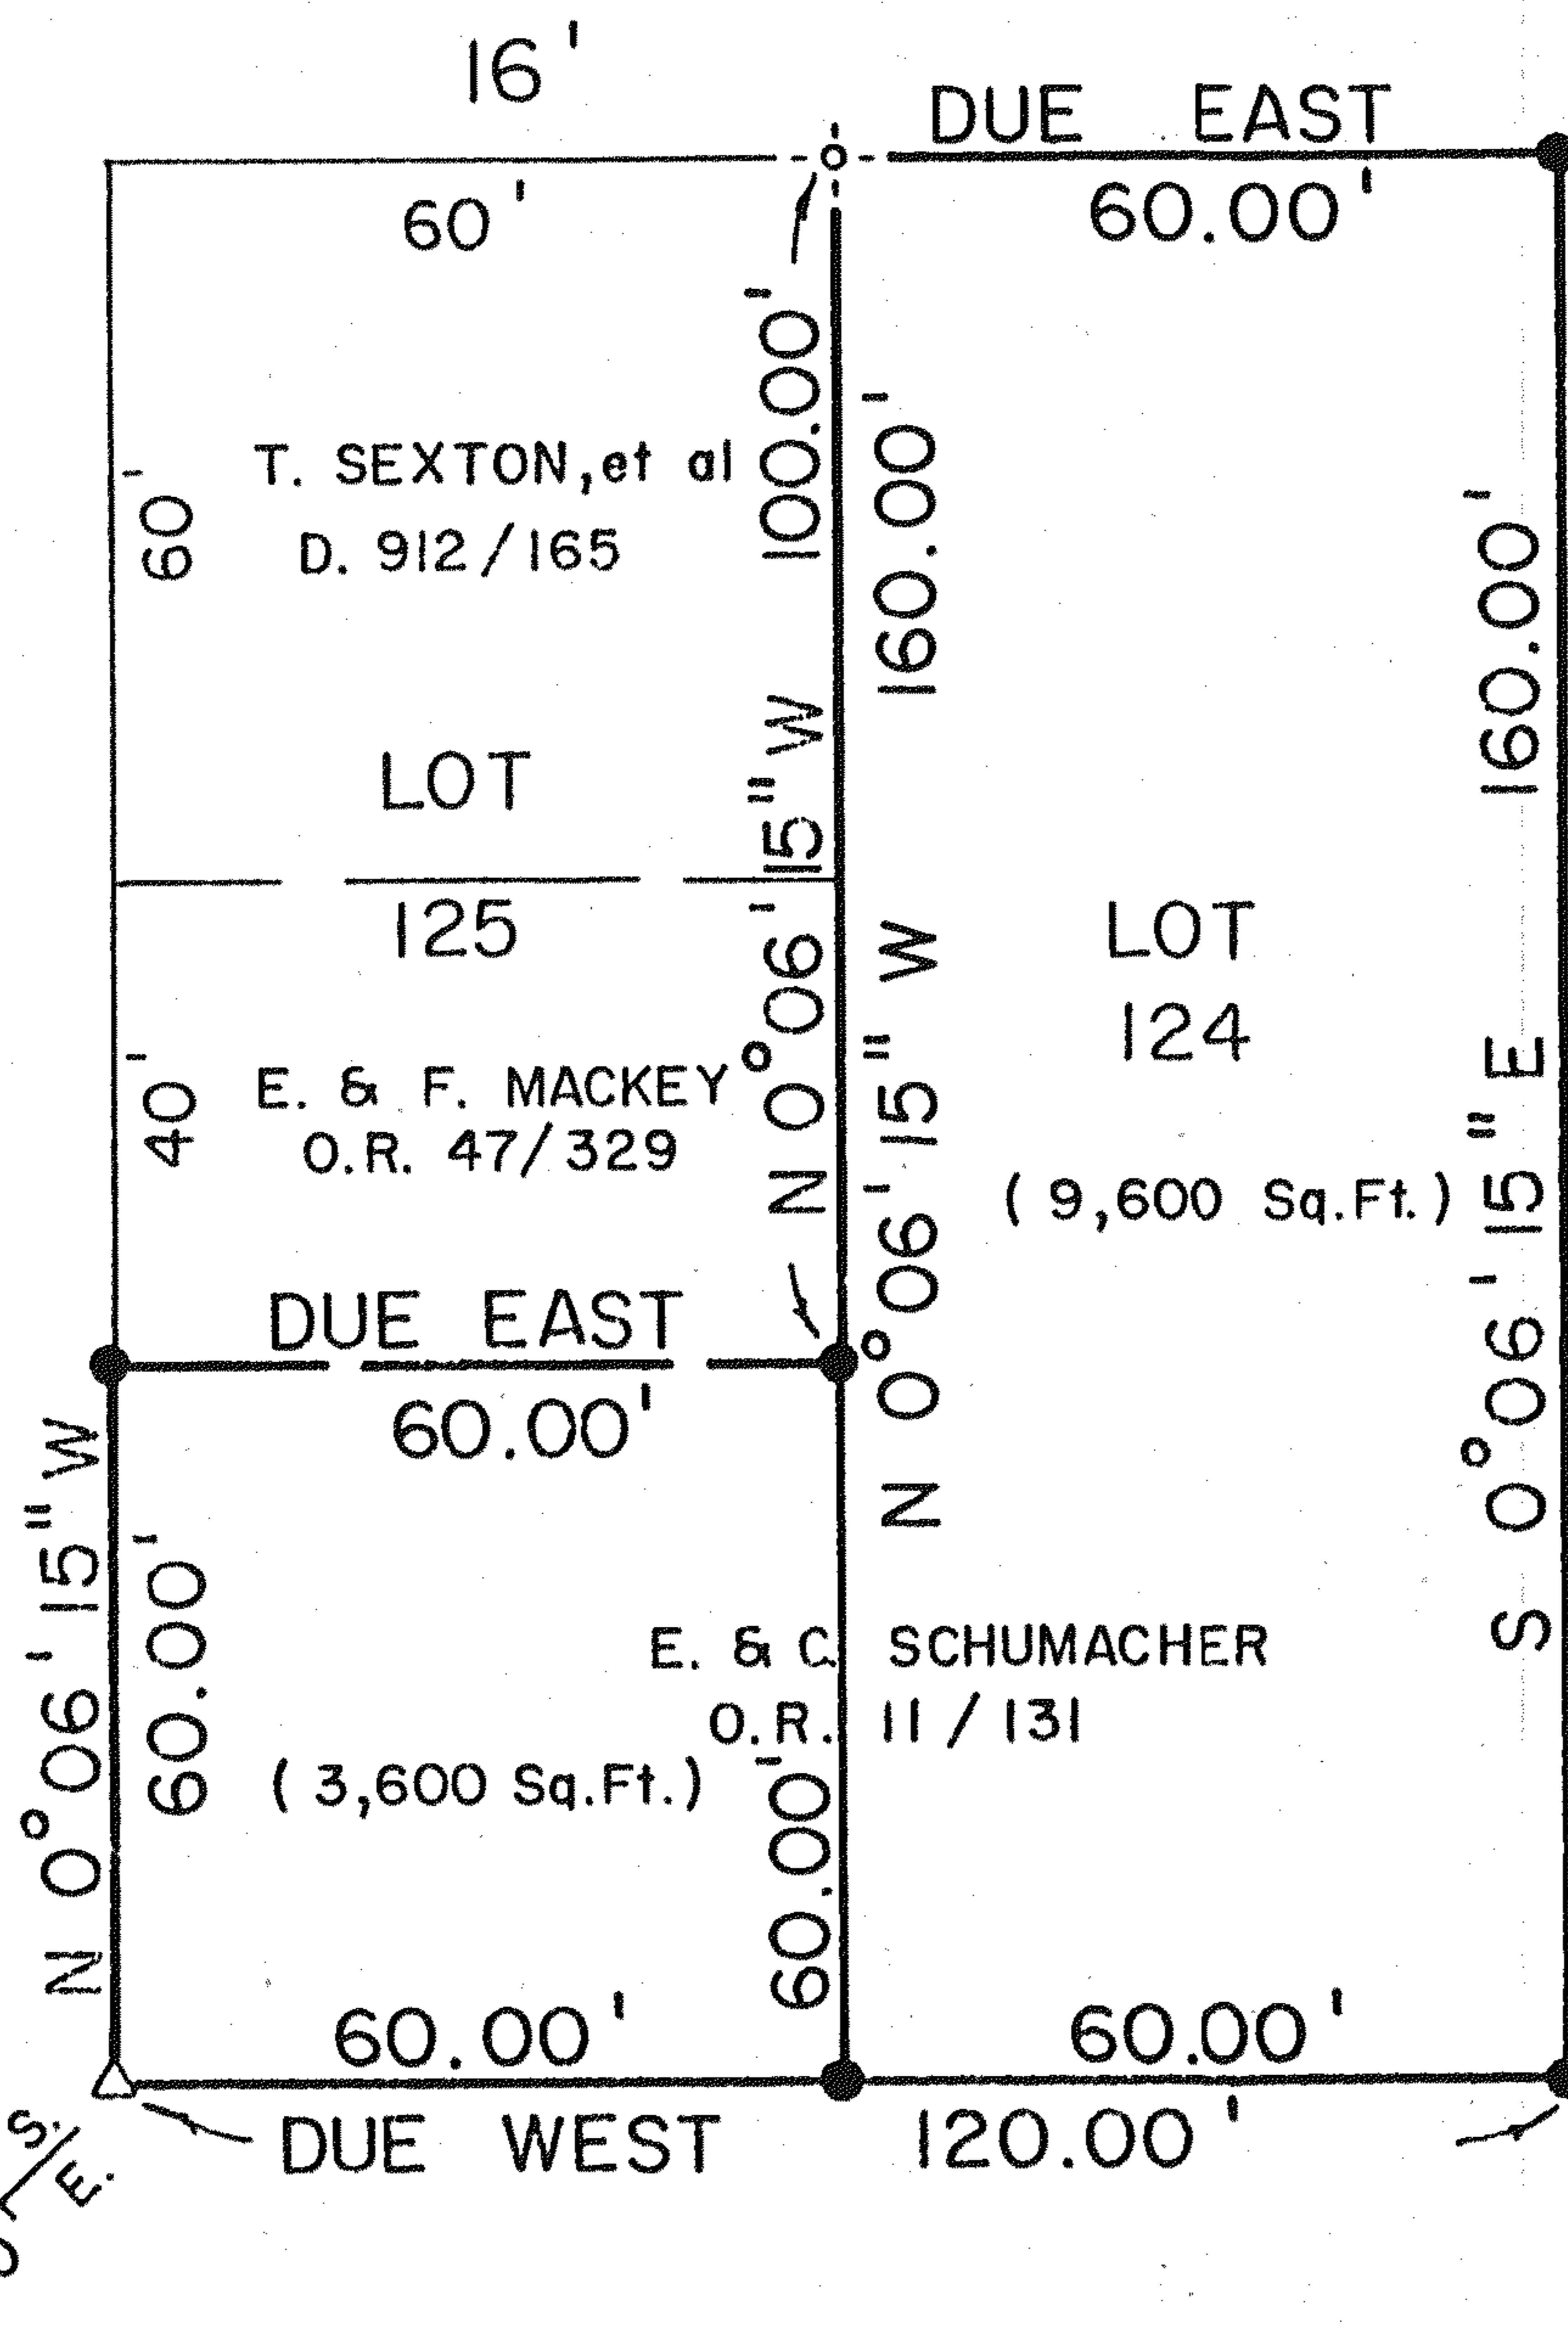 16'
DUE EAST
60'
60.00'
100.00'
N 0°06'15"W
160.00'
N 0°06'15" W
160.00'
S 0°06'15"E
60'
T. SEXTON, et al
D. 912/165
LOT
125
LOT
124
(9,600 Sq.Ft.)
40'
E. & F. MACKEY
O.R. 47/329
DUE EAST
60.00'
N 0°06'15"W
60.00'
E. & C. SCHUMACHER
O.R. 11/131
(3,600 Sq.Ft.)
60.00'
60.00'
60.00'
DUE WEST 120.00'
S.
E.